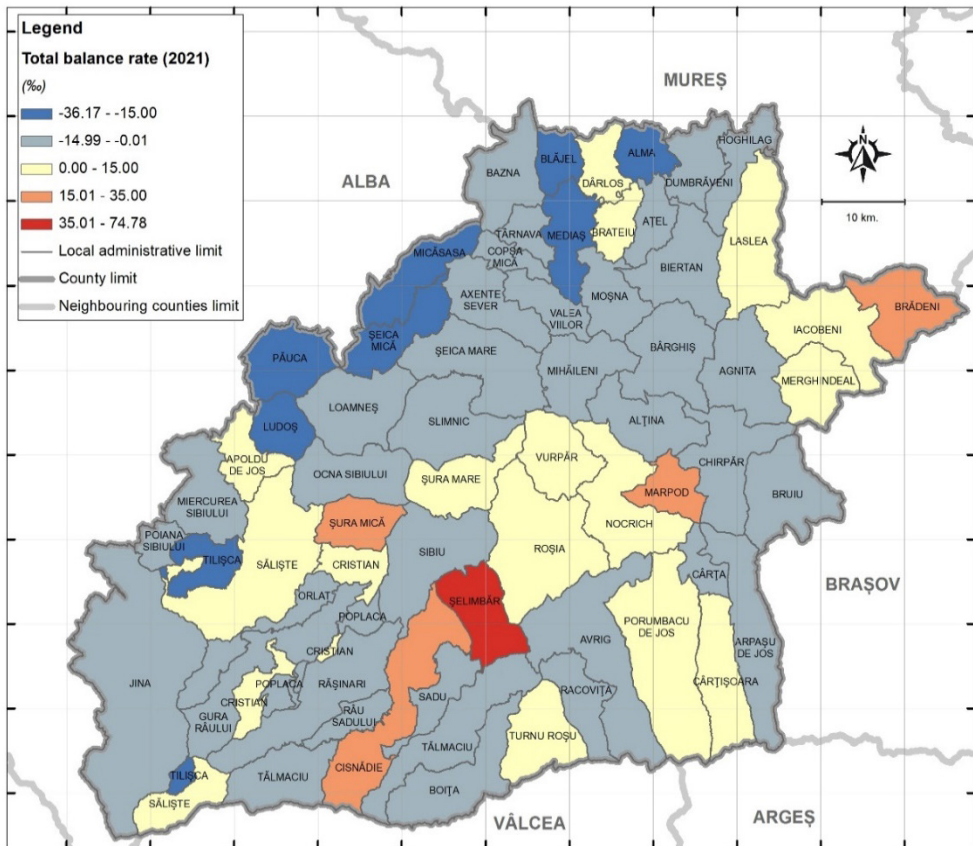 Legend
Total balance rate (2021)
(‰)
-36.17 - -15.00
-14.99 - -0.01
0.00 - 15.00
15.01 - 35.00
35.01 - 74.78
Local administrative limit
County limit
Neighbouring counties limit
MUREȘ
N
10 km.
ALBA
HOGHILAG
BLĂJEL
ALMA
BAZNA
DÂRLOS
DUMBRĂVENI
TÂRNAVA
MEDIAȘ
BRATEIU
AȚEL
LASLEA
MICĂSASA
COPȘA
MICĂ
BIERTAN
AXENTE
SEVER
MOȘNA
BRĂDENI
VALEA
VIILOR
IACOBENI
ȘEICA
MICĂ
ȘEICA MARE
BÂRGHIȘ
PĂUCA
MIHĂILENI
AGNITA
MERGHINDEAL
LOAMNEȘ
SLIMNIC
ALȚINA
LUDOȘ
APOLDU
DE JOS
VURPĂR
CHIRPĂR
OCNA SIBIULUI
ȘURA MARE
MARPOD
BRUIU
MIERCUREA
SIBIULUI
ȘURA MICĂ
NOCRICH
POIANA
SIBIULUI
SIBIU
ROȘIA
TILIȘCA
SĂLIȘTE
CRISTIAN
CÂRȚA
BRAȘOV
ORLAT
ȘELIMBĂR
POPLACA
PORUMBACU
DE JOS
AVRIG
ARPAȘU
DE JOS
CRISTIAN
JINA
POPLACA
RĂȘINARI
CÂRȚIȘOARA
CRISTIAN
SADU
RACOVIȚA
GURA
RÂULUI
RÂU
SADULUI
TURNU ROȘU
TĂLMACIU
CISNĂDIE
TILIȘCA
TĂLMACIU
BOIȚA
SĂLIȘTE
VÂLCEA
ARGEȘ